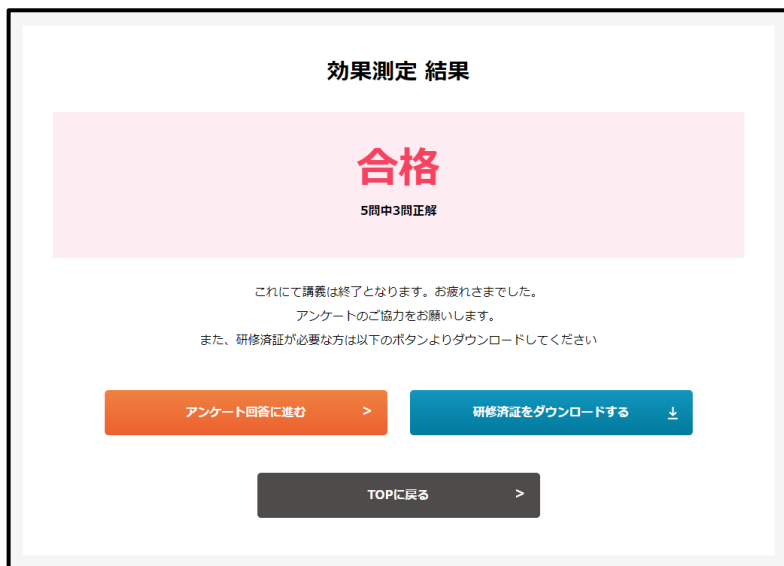 効果測定 結果
合格
5問中3問正解
これにて講義は終了となります。お疲れさまでした。
アンケートのご協力をお願いします。
また、研修済証が必要な方は以下のボタンよりダウンロードしてください
アンケート回答に進む >
研修済証をダウンロードする
TOPに戻る >